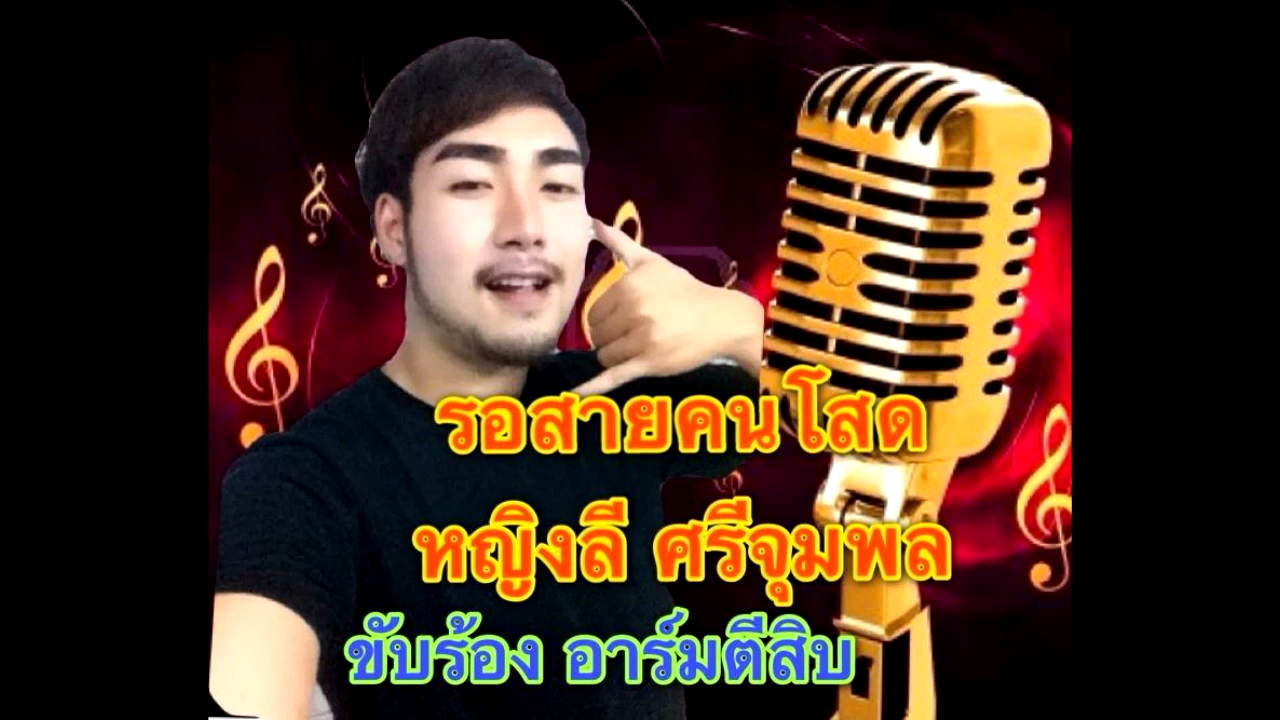 รอสายคนโสด
หญิงลี ศรีจุมพล
ขับร้อง อาร์มตีสิบ